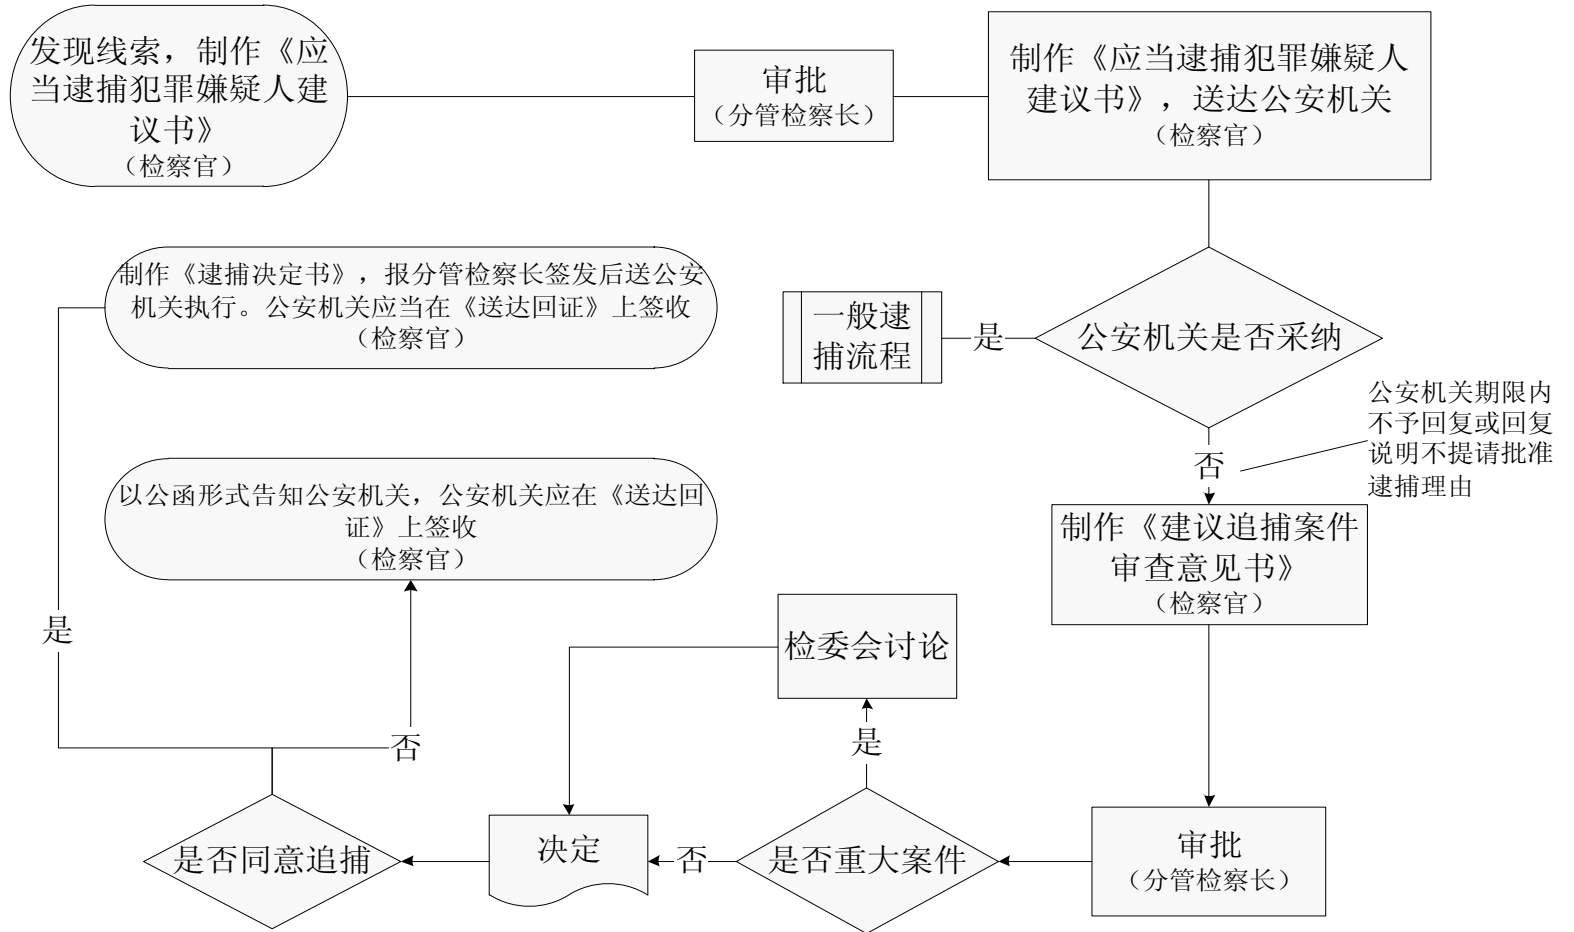 发现线索，制作《应
当逮捕犯罪嫌疑人建
议书》
（检察官）
审批
（分管检察长）
制作《应当逮捕犯罪嫌疑人
建议书》，送达公安机关
（检察官）
公安机关是否采纳
是
一般逮
捕流程
否
公安机关期限内
不予回复或回复
说明不提请批准
逮捕理由
制作《建议追捕案件
审查意见书》
（检察官）
审批
（分管检察长）
是否重大案件
是
检委会讨论
否
决定
是否同意追捕
否
以公函形式告知公安机关，公安机关应在《送达回
证》上签收
（检察官）
是
制作《逮捕决定书》，报分管检察长签发后送公安
机关执行。公安机关应当在《送达回证》上签收
（检察官）